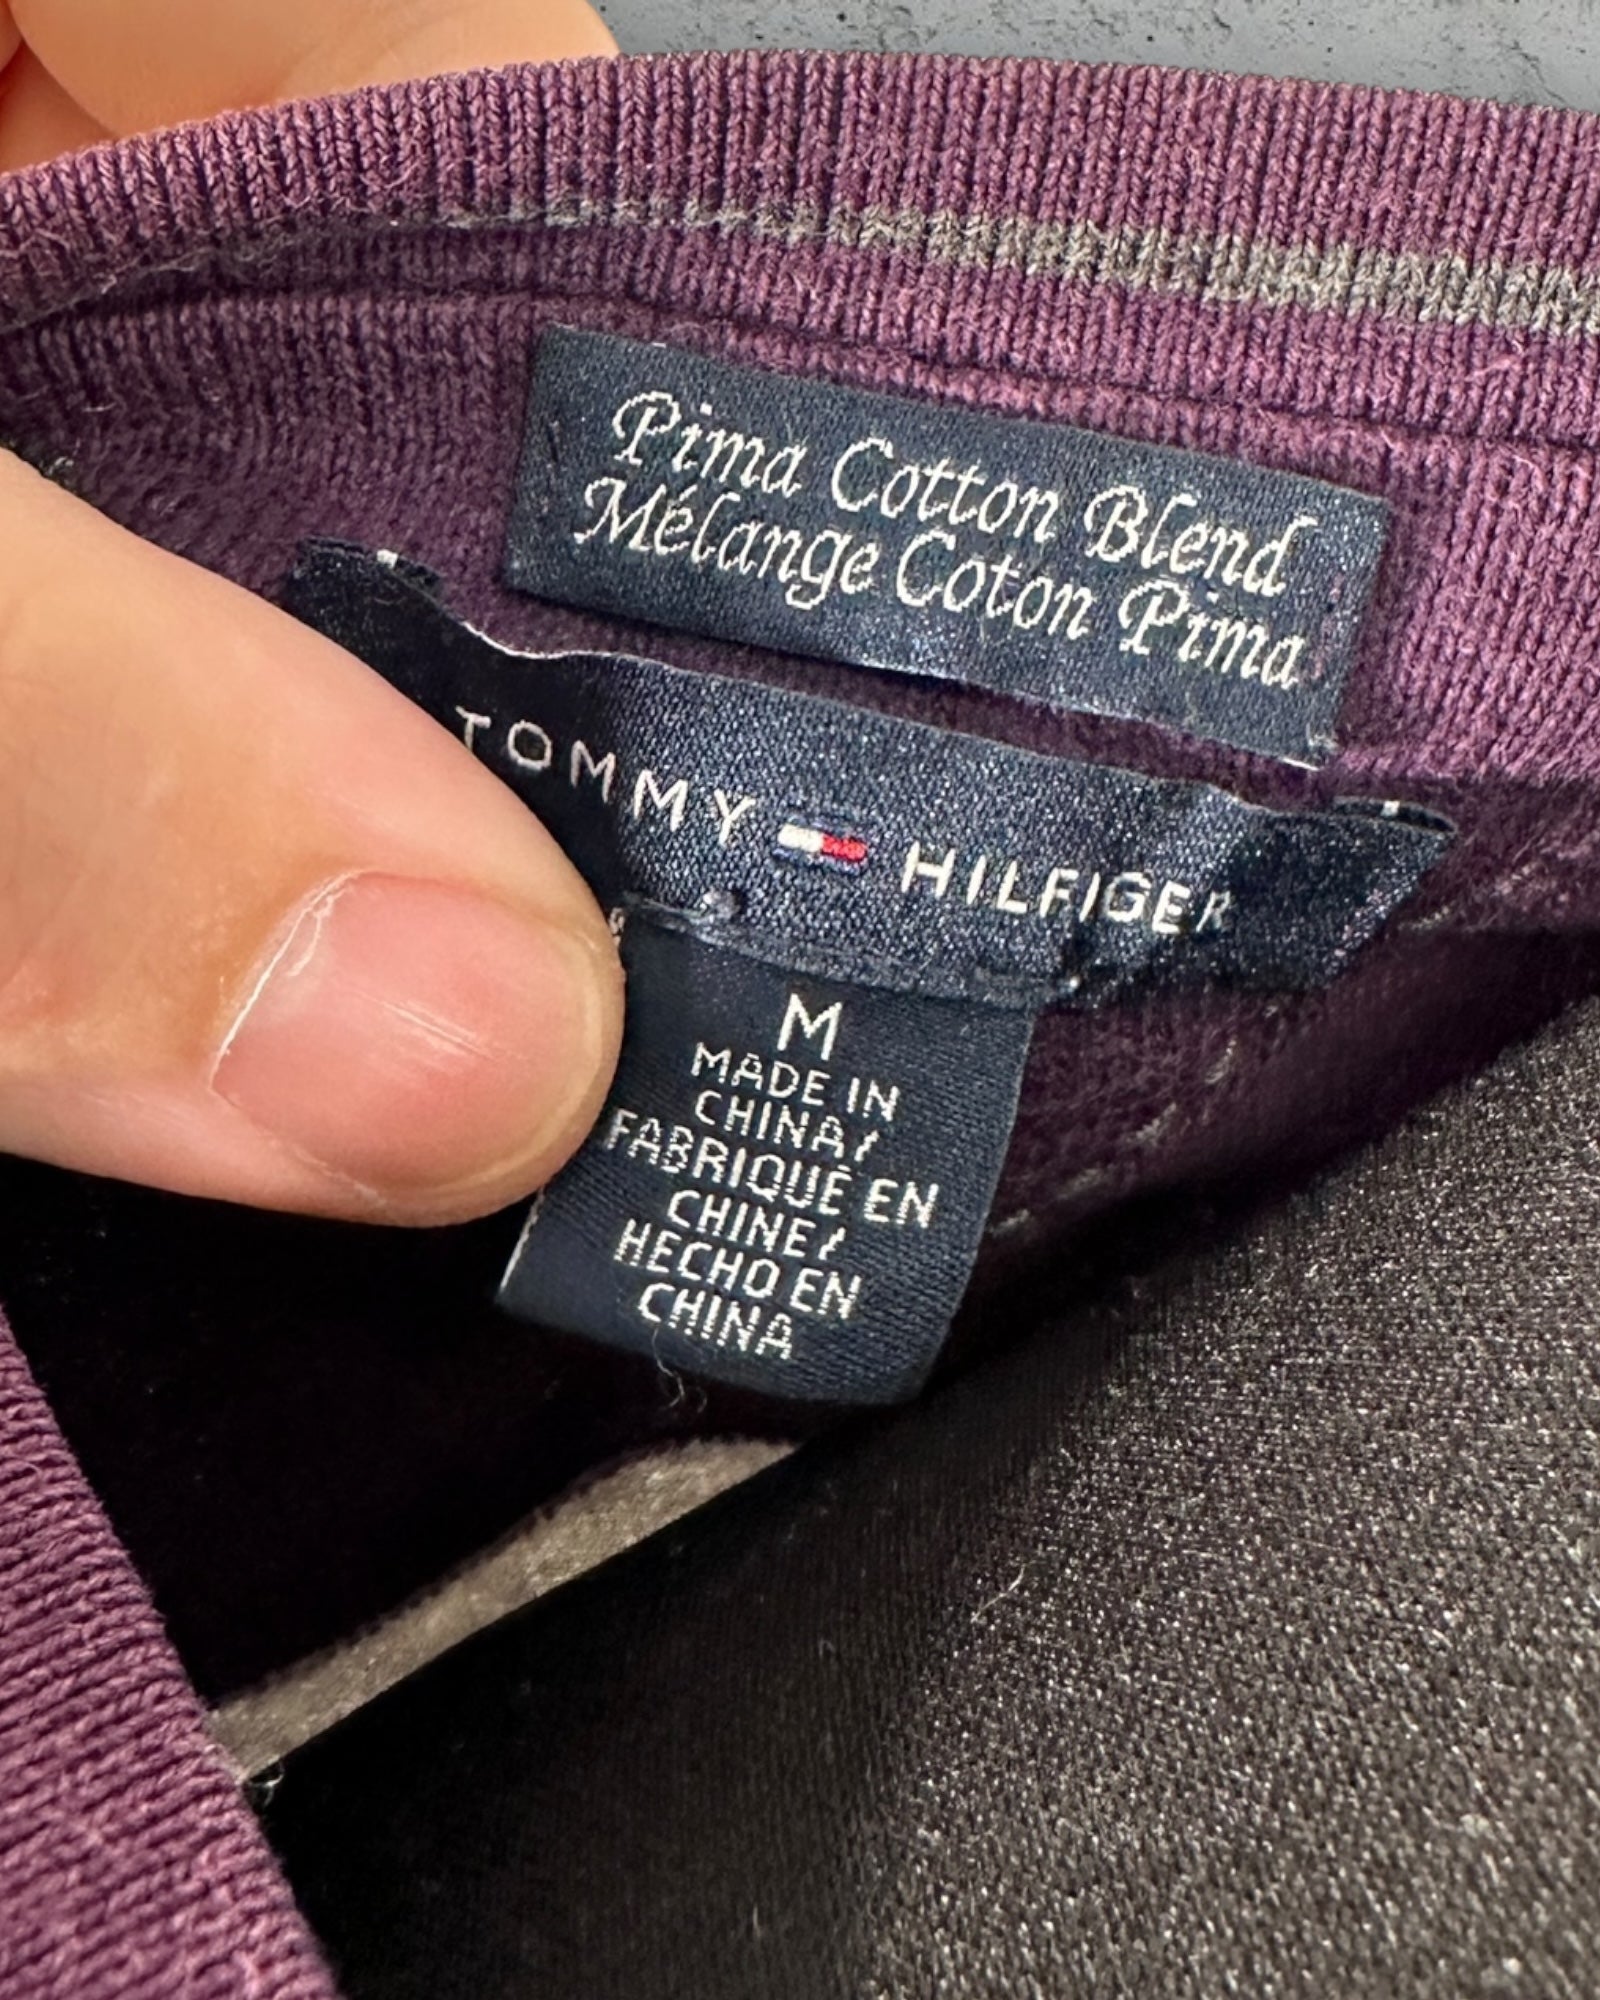 Pima Cotton Blend
Mélange Coton Pima
TOMMY HILFIGER
M
MADE IN
CHINA/
FABRIQUÉ EN
CHINE/
HECHO EN
CHINA